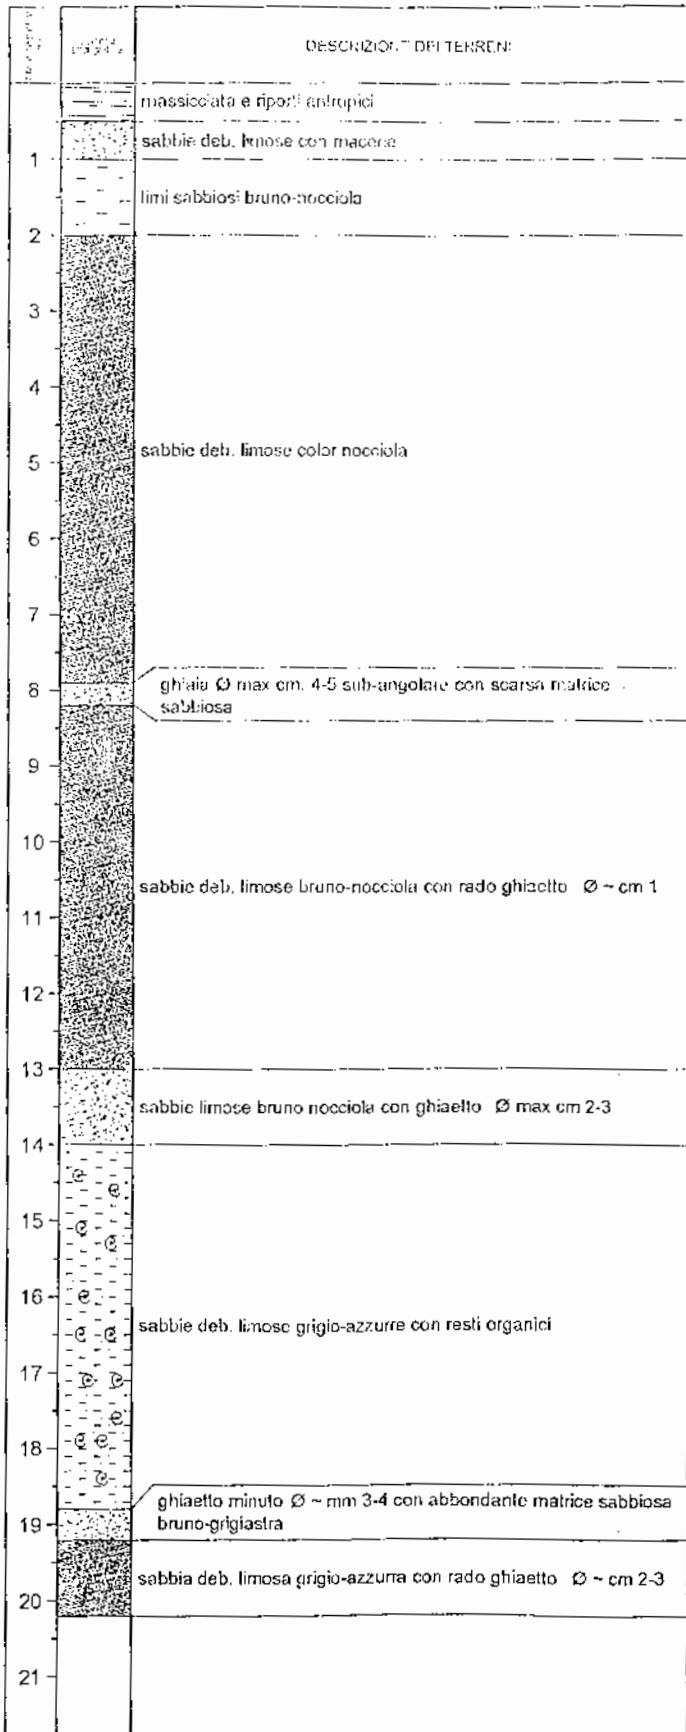 DESCRIZIONE DEI TERRENI
massicciata e riporti antropici
sabbie deb. limose con macerie
1
limi sabbiosi bruno-nocciola
2
3
4
sabbie deb. limose color nocciola
5
6
7
ghiaia Ø max cm. 4-5 sub-angolare con scarsa matrice
8
sabbiosa
9
10
sabbie deb. limose bruno-nocciola con rado ghiaetto Ø ~ cm 1
11
12
13
sabbie limose bruno nocciola con ghiaetto Ø max cm 2-3
14
15
16
sabbie deb. limose grigio-azzurre con resti organici
17
18
ghiaetto minuto Ø ~ mm 3-4 con abbondante matrice sabbiosa
19
bruno-grigiastra
sabbia deb. limosa grigio-azzurra con rado ghiaetto Ø ~ cm 2-3
20
21